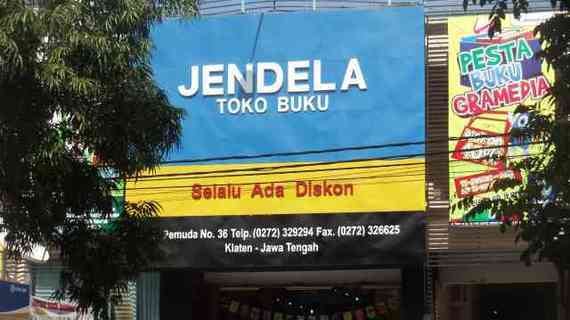 JENDELA
TOKO BUKU
Selalu Ada Diskon
Pemuda No. 36 Telp. (0272) 329294 Fax. (0272) 326625
Klaten - Jawa Tengah
PESTA
BUKU
GRAMEDIA